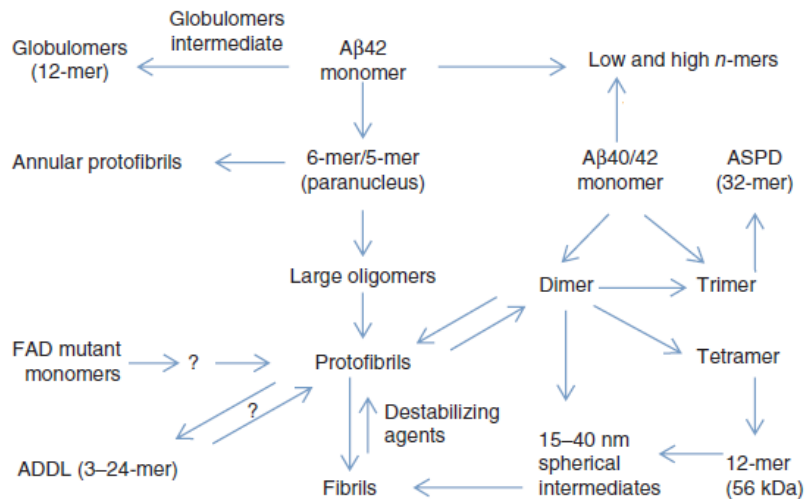 Globulomers
intermediate
Globulomers
(12-mer)
Aβ42
monomer
Low and high n-mers
Annular protofibrils
6-mer/5-mer
(paranucleus)
Aβ40/42
monomer
ASPD
(32-mer)
Large oligomers
Dimer
Trimer
FAD mutant
monomers
?
Protofibrils
Tetramer
?
Destabilizing
agents
ADDL (3–24-mer)
Fibrils
15–40 nm
spherical
intermediates
12-mer
(56 kDa)